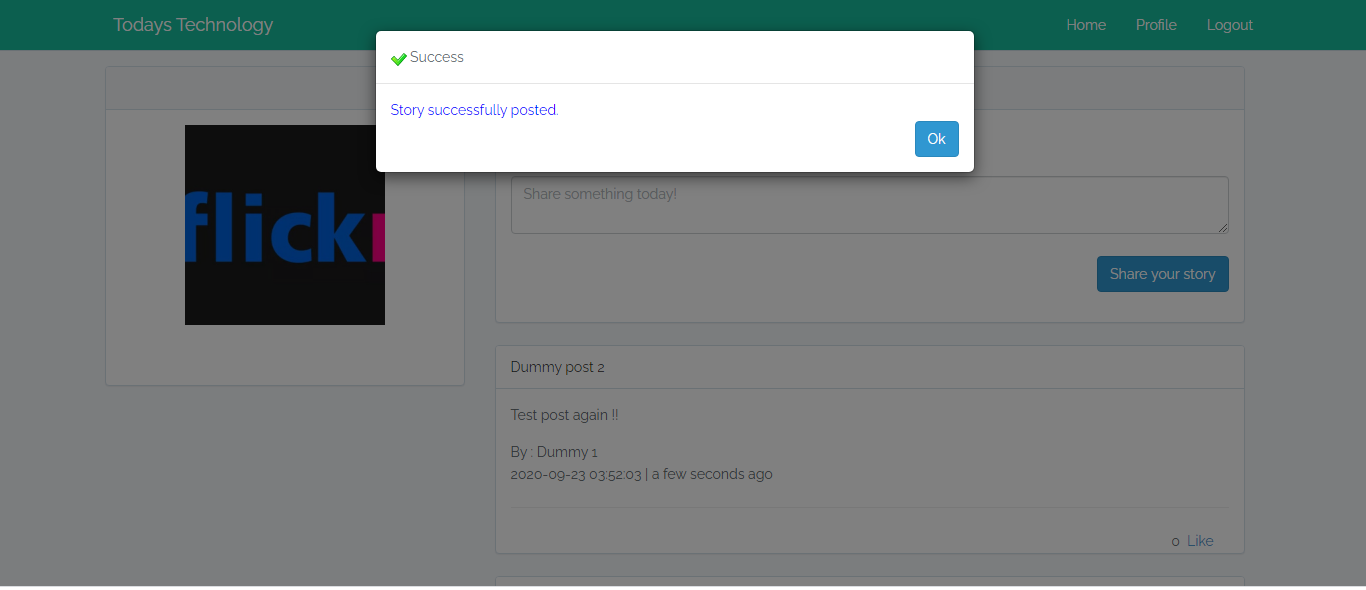 Todays Technology
Home Profile Logout
Success
Story successfully posted.
Ok
flickr
Share something today!
Share your story
Dummy post 2
Test post again !!
By : Dummy 1
2020-09-23 03:52:03 | a few seconds ago
0 Like